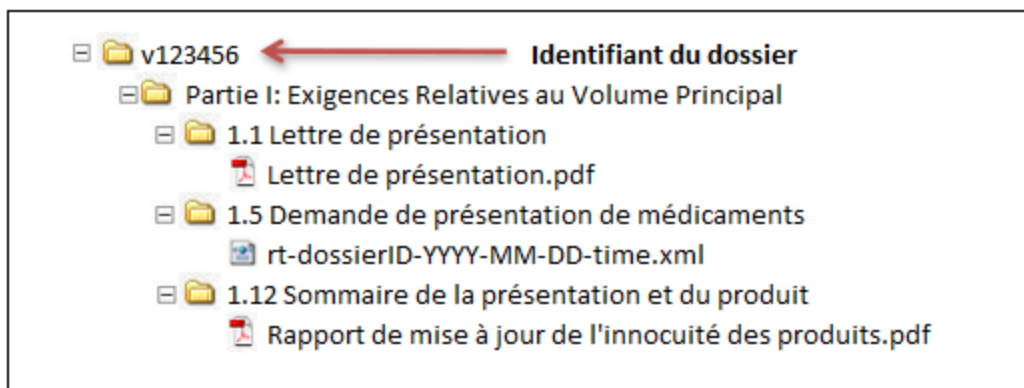 v123456 Identifiant du dossier
Partie I: Exigences Relatives au Volume Principal
1.1 Lettre de présentation
Lettre de présentation.pdf
1.5 Demande de présentation de médicaments
rt-dossierID-YYYY-MM-DD-time.xml
1.12 Sommaire de la présentation et du produit
Rapport de mise à jour de l'innocuité des produits.pdf